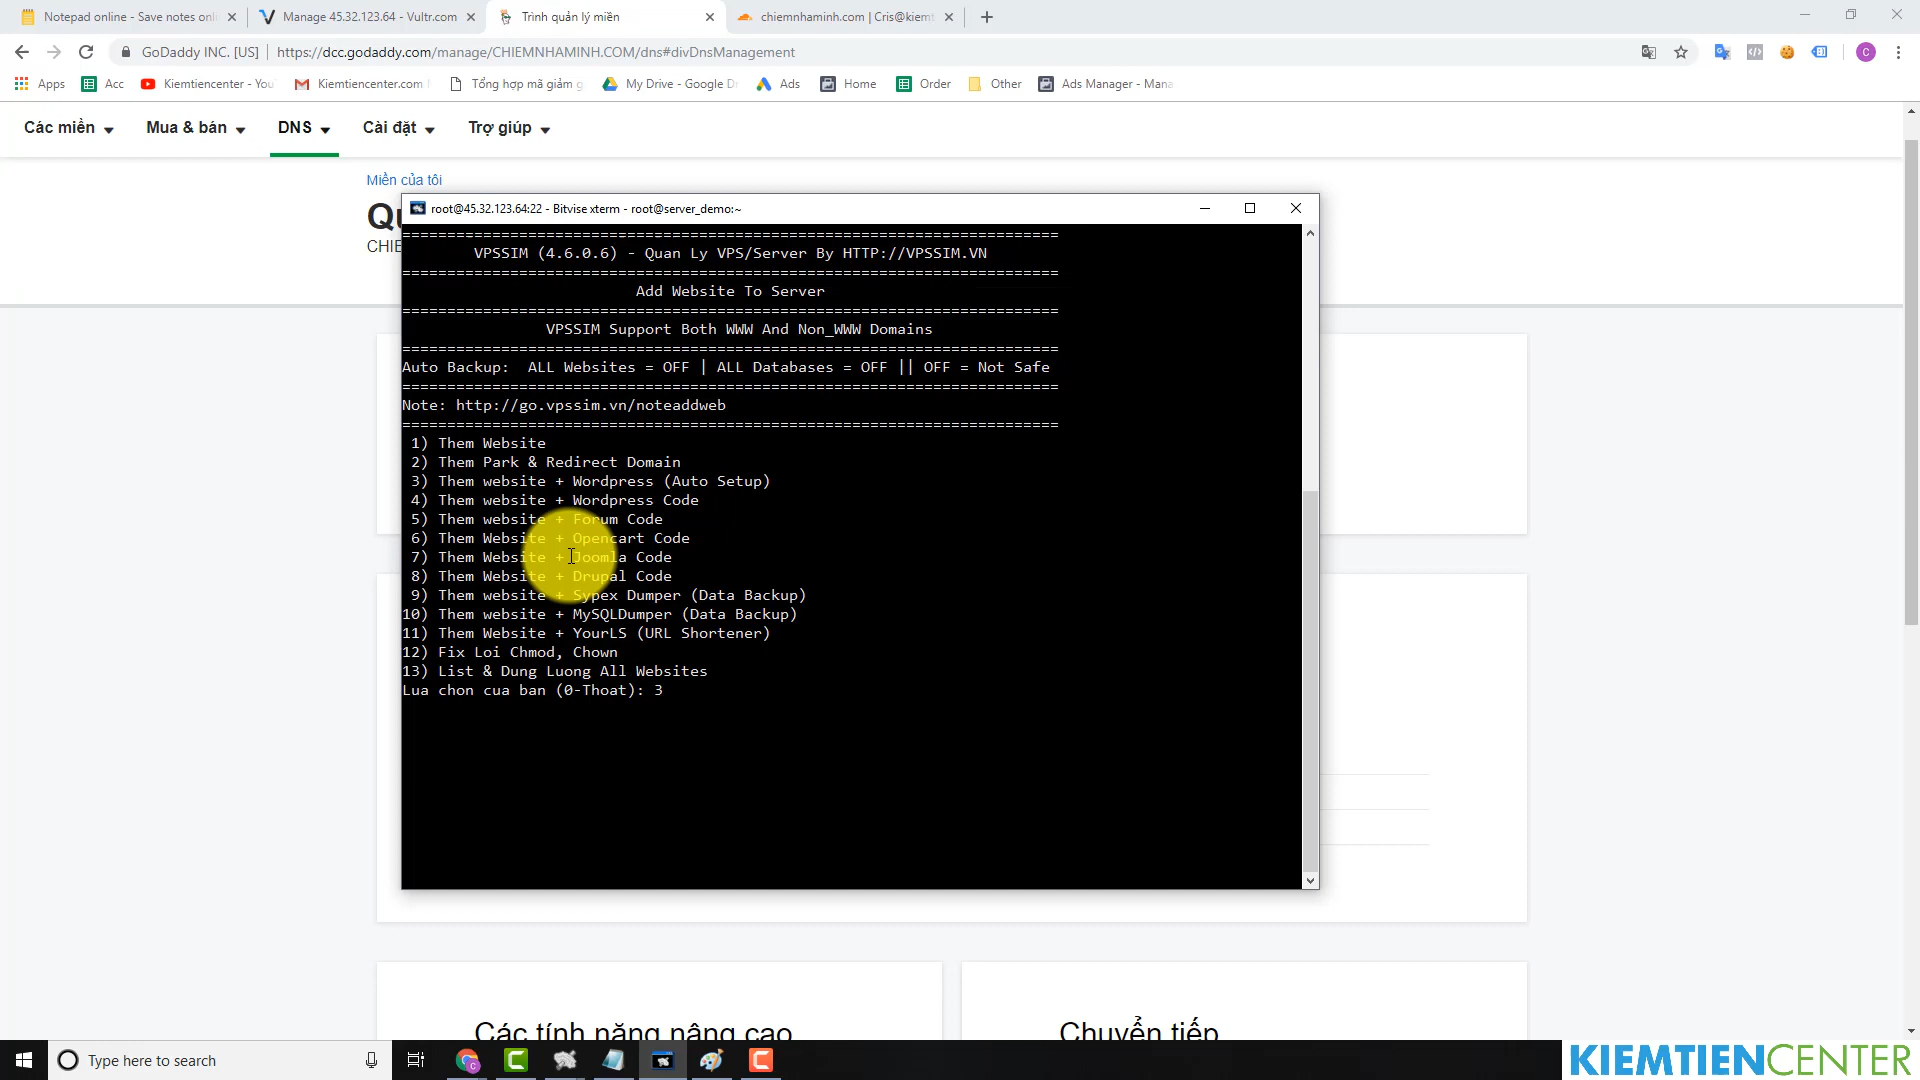 Notepad online - Save notes onl
Manage 45.32.123.64 - Vultr.com
Trình quản lý miền
chiemnhaminh.com | Cris@kiemt
GoDaddy INC. [US] | https://dcc.godaddy.com/manage/CHIEMNHAMINH.COM/dns#divDnsManagement
Apps
Acc
Kiemtiencenter - You
Kiemtiencenter.com
Tổng hợp mã giảm g
My Drive - Google Dr
Ads
Home
Order
Other
Ads Manager - Mana
Các miền
Mua & bán
DNS
Cài đặt
Trợ giúp
Miền của tôi
Qu
CHIE
root@45.32.123.64:22 - Bitvise xterm - root@server_demo:~
=========================================================================
VPSSIM (4.6.0.6) - Quan Ly VPS/Server By HTTP://VPSSIM.VN
=========================================================================
Add Website To Server
=========================================================================
VPSSIM Support Both WWW And Non_WWW Domains
=========================================================================
Auto Backup:  ALL Websites = OFF | ALL Databases = OFF || OFF = Not Safe
=========================================================================
Note: http://go.vpssim.vn/noteaddweb
=========================================================================
1) Them Website
2) Them Park & Redirect Domain
3) Them website + Wordpress (Auto Setup)
4) Them website + Wordpress Code
5) Them website + Forum Code
6) Them Website + Opencart Code
7) Them Website + Joomla Code
8) Them Website + Drupal Code
9) Them website + Sypex Dumper (Data Backup)
10) Them website + MySQLDumper (Data Backup)
11) Them Website + YourLS (URL Shortener)
12) Fix Loi Chmod, Chown
13) List & Dung Luong All Websites
Lua chon cua ban (0-Thoat): 3
Các tính năng nâng cao
Chuyển tiếp
Type here to search
KIEMTIENCENTER